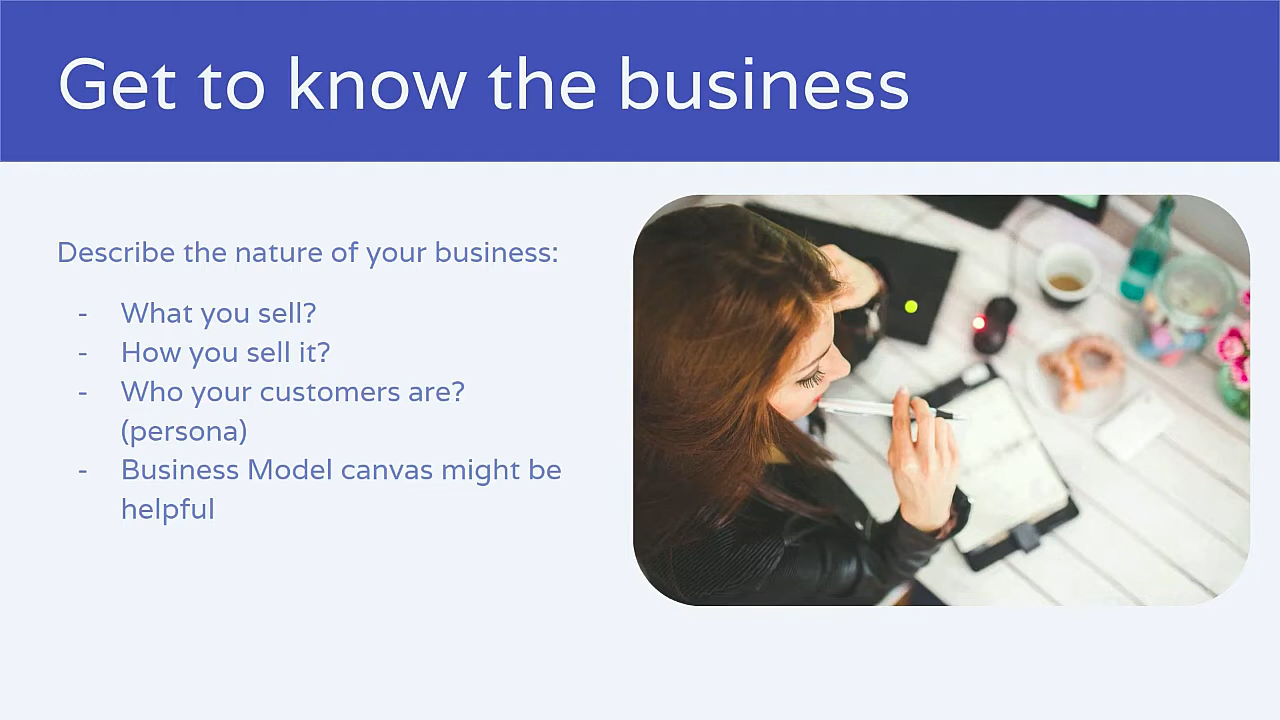 Get to know the business
Describe the nature of your business:
- What you sell?
- How you sell it?
- Who your customers are?
(persona)
- Business Model canvas might be
helpful